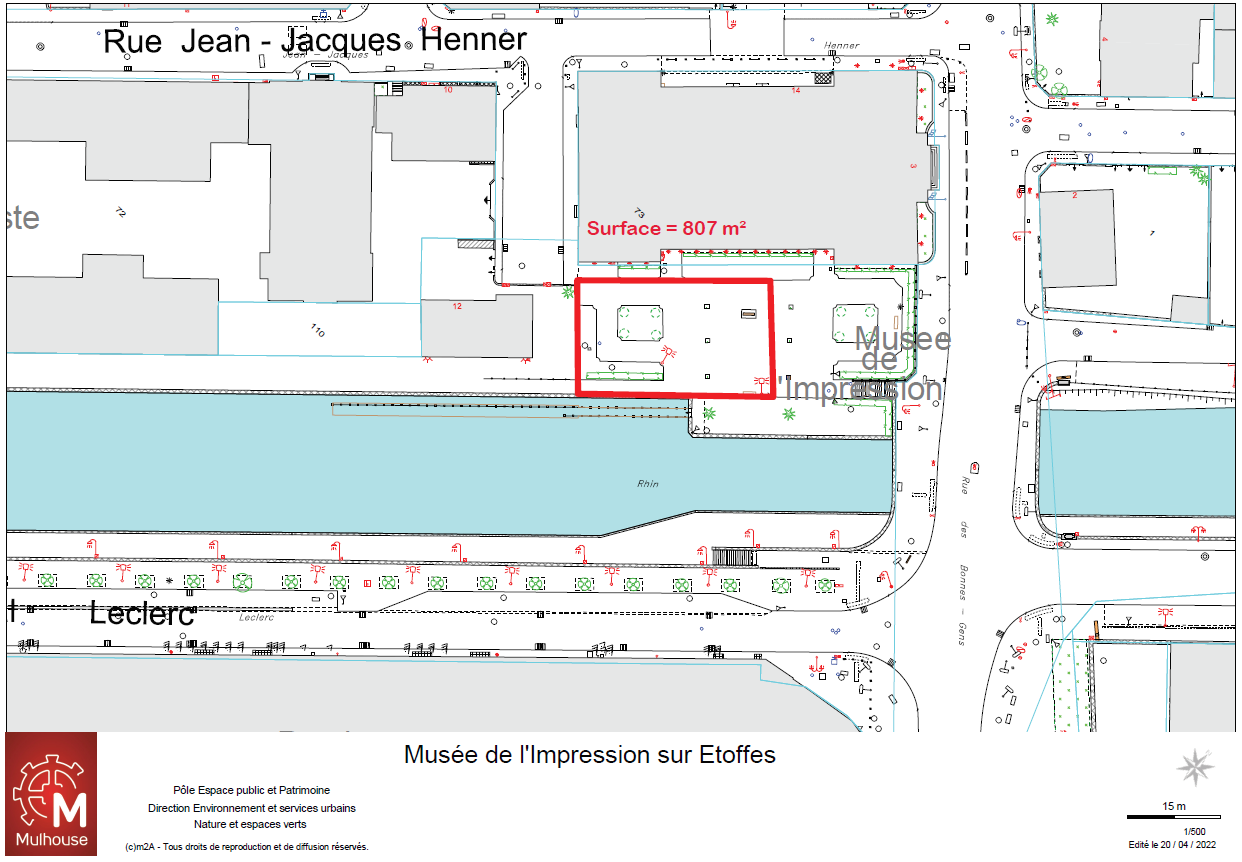 Rue Jean - Jacques Henner
Jean - Jacques
Henner
10
14
4
3
2
72
ste
73
Surface = 807 m²
1
12
110
Musée
de
l'Impression
Rhin
Rue des Bonnes - Gens
Leclerc
Leclerc
Musée de l'Impression sur Etoffes
Pôle Espace public et Patrimoine
Direction Environnement et services urbains
Nature et espaces verts
(c)m2A - Tous droits de reproduction et de diffusion réservés.
M
Mulhouse
15 m
1/500
Edité le 20 / 04 / 2022